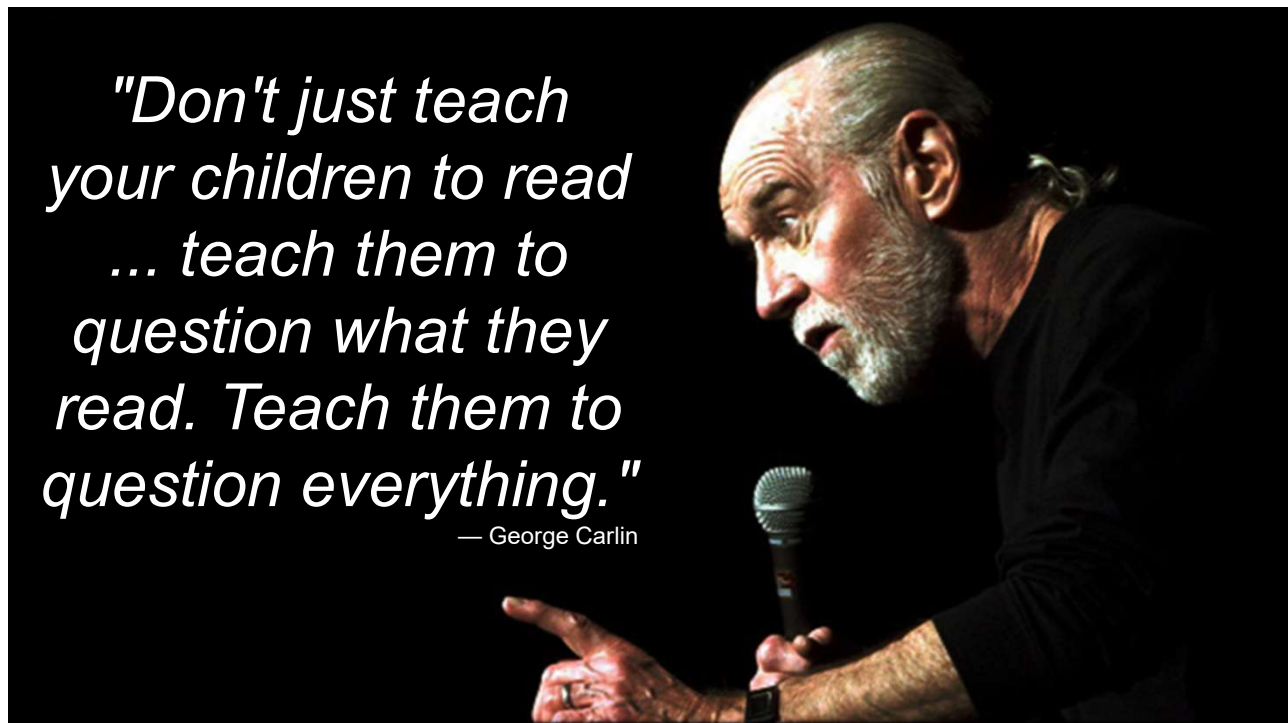 "Don't just teach
your children to read
... teach them to
question what they
read. Teach them to
question everything."
— George Carlin